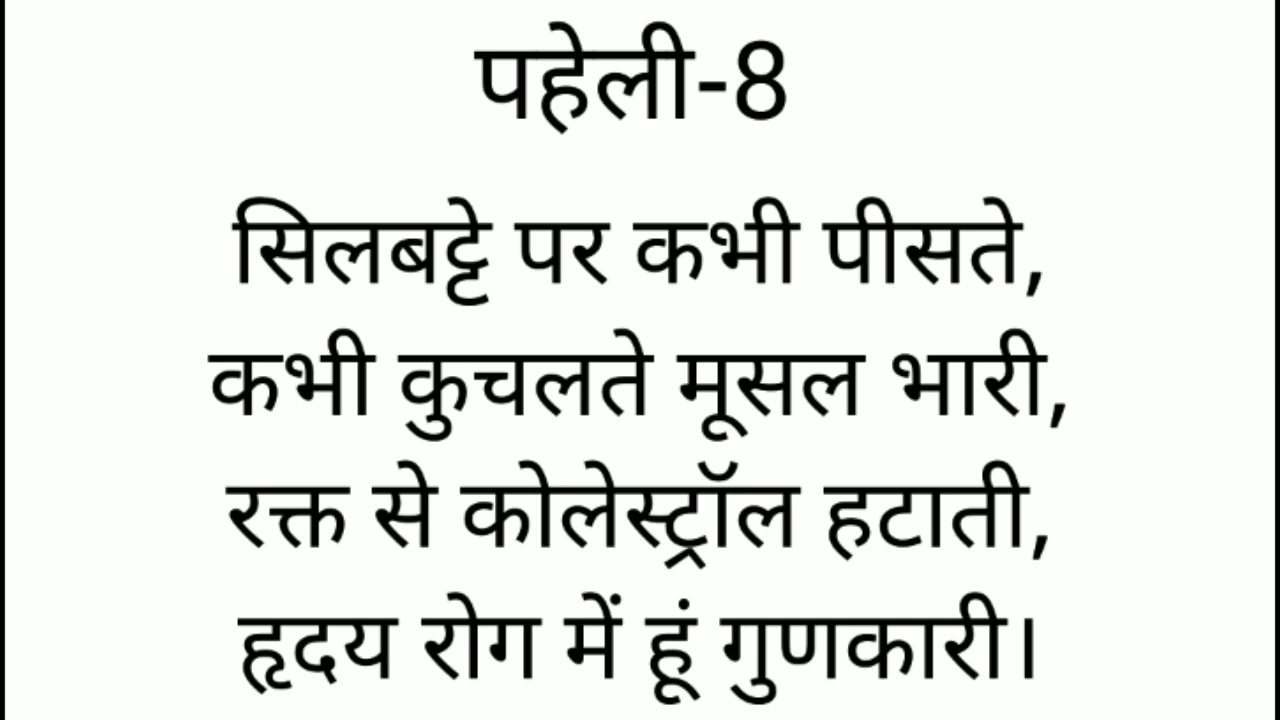 पहेली-8
सिलबट्टे पर कभी पीसते,
कभी कुचलते मूसल भारी,
रक्त से कोलेस्ट्रॉल हटाती,
हृदय रोग में हूं गुणकारी।